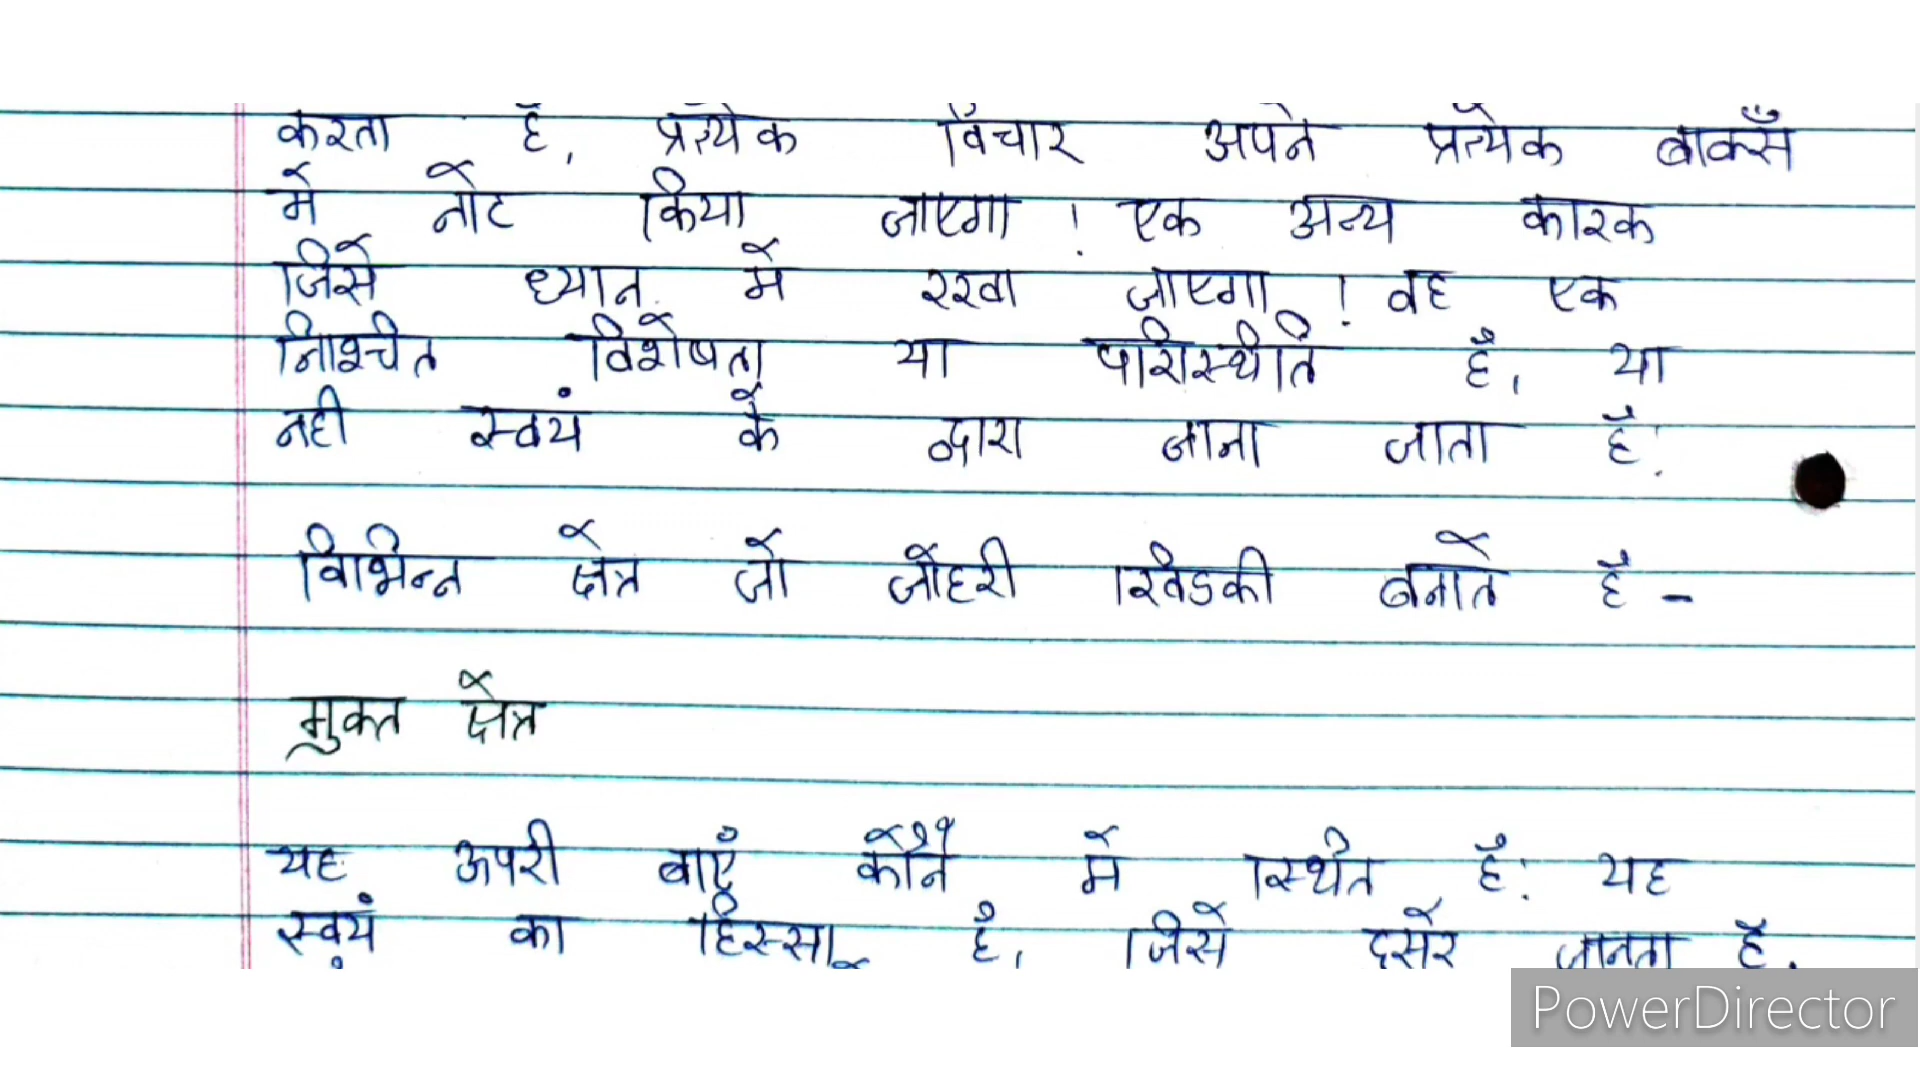 करता है, प्रत्येक विचार अपने प्रत्येक बाक्सँ
मे नोट किया जाएगा ! एक अन्य कारक
जिसे ध्यान मे रखा जाएगा ! वह एक
निश्चीत विशेषता या परिस्थीति है, या
नही स्वयं के द्वारा जाना जाता है!
विभिन्न क्षेत्र जो जोहरी खिडकी बनाते है -
मुक्त क्षेत्र
यह ऊपरी बाएँ कोने मे स्थित है: यह
स्वयं का हिस्सा है, जिसे दूसरे जानता है.
PowerDirector